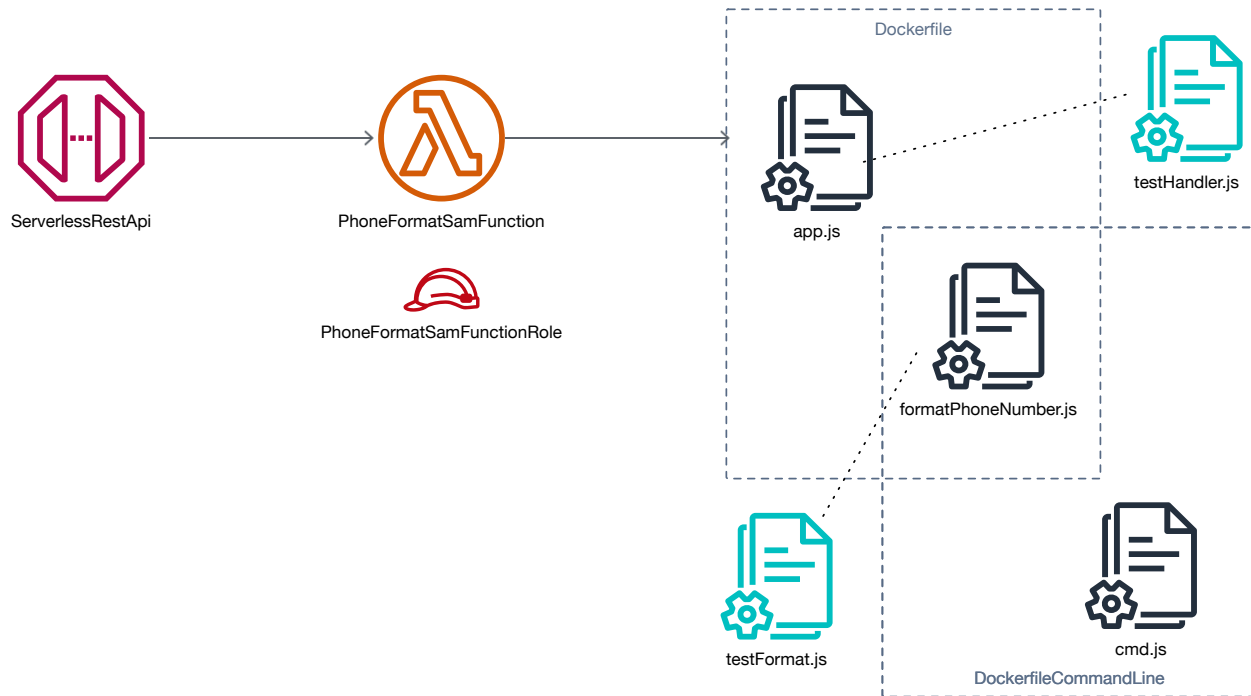 Dockerfile
testHandler.js
ServerlessRestApi
PhoneFormatSamFunction
app.js
PhoneFormatSamFunctionRole
formatPhoneNumber.js
testFormat.js
cmd.js
DockerfileCommandLine